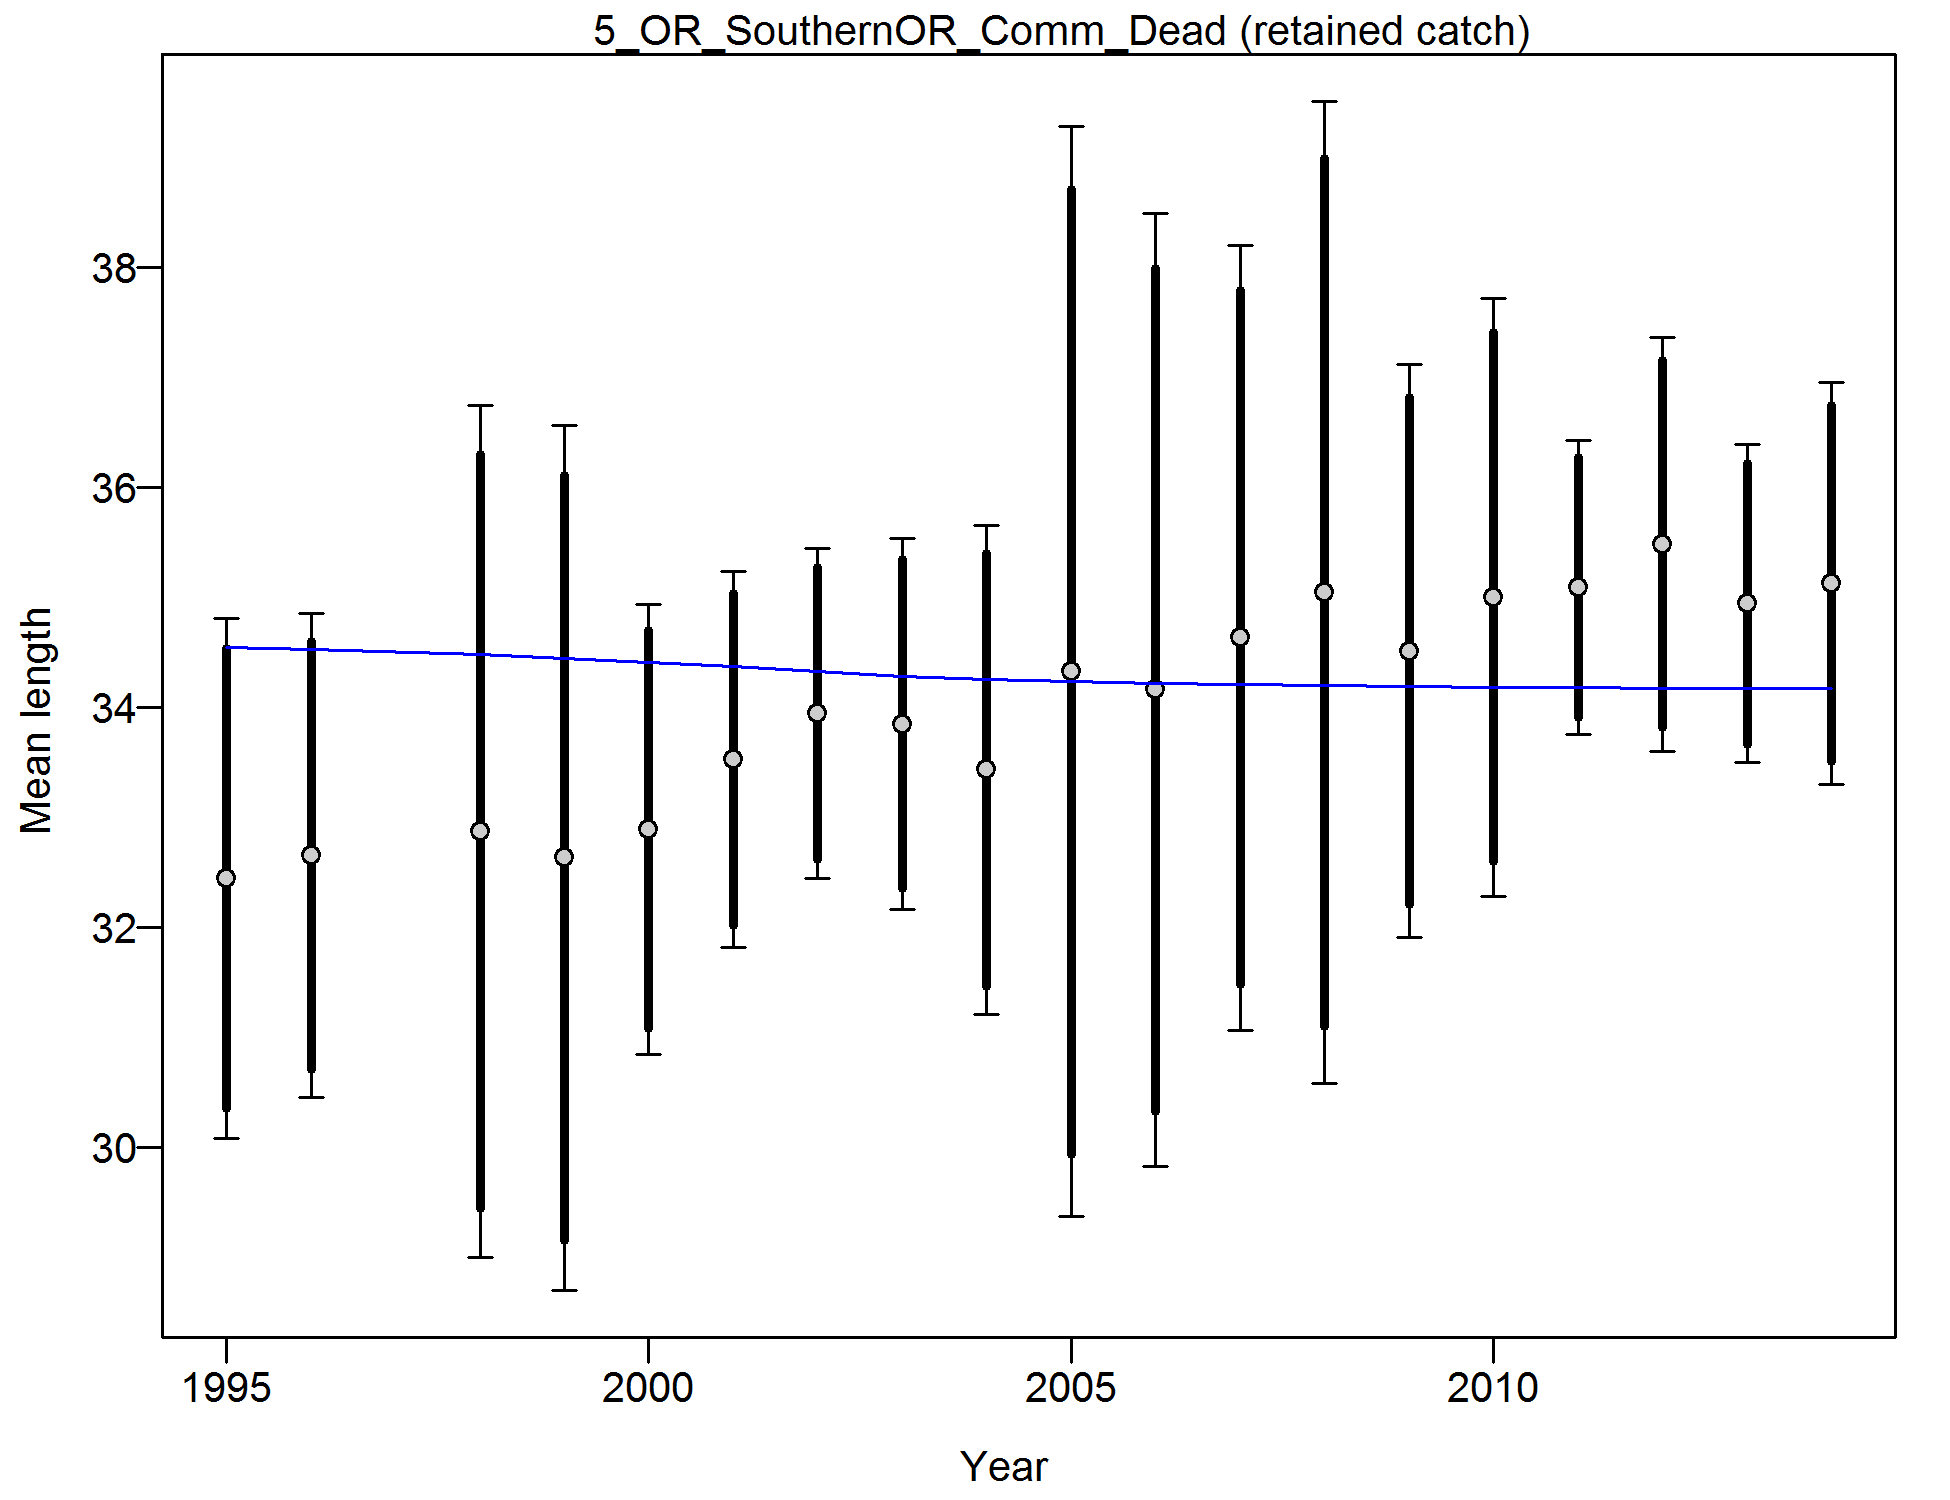 5_OR_SouthernOR_Comm_Dead (retained catch)
Mean length
38
36
34
32
30
1995 2000 2005 2010
Year